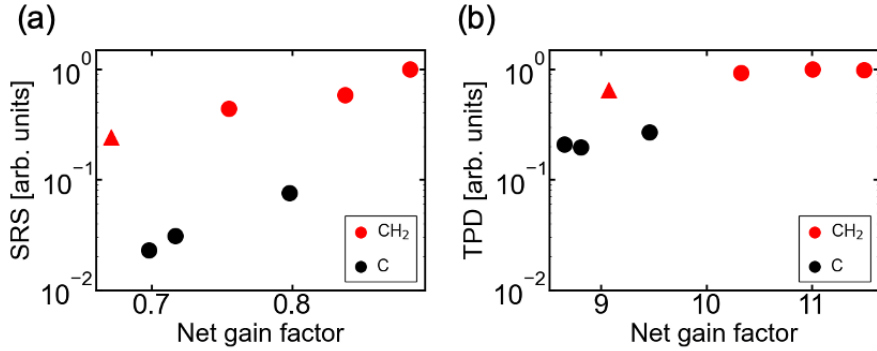 (a)
SRS [arb. units]
10⁰
10⁻¹
10⁻²
0.7 0.8
Net gain factor
CH₂
C
(b)
TPD [arb. units]
10⁰
10⁻¹
10⁻²
9 10 11
Net gain factor
CH₂
C